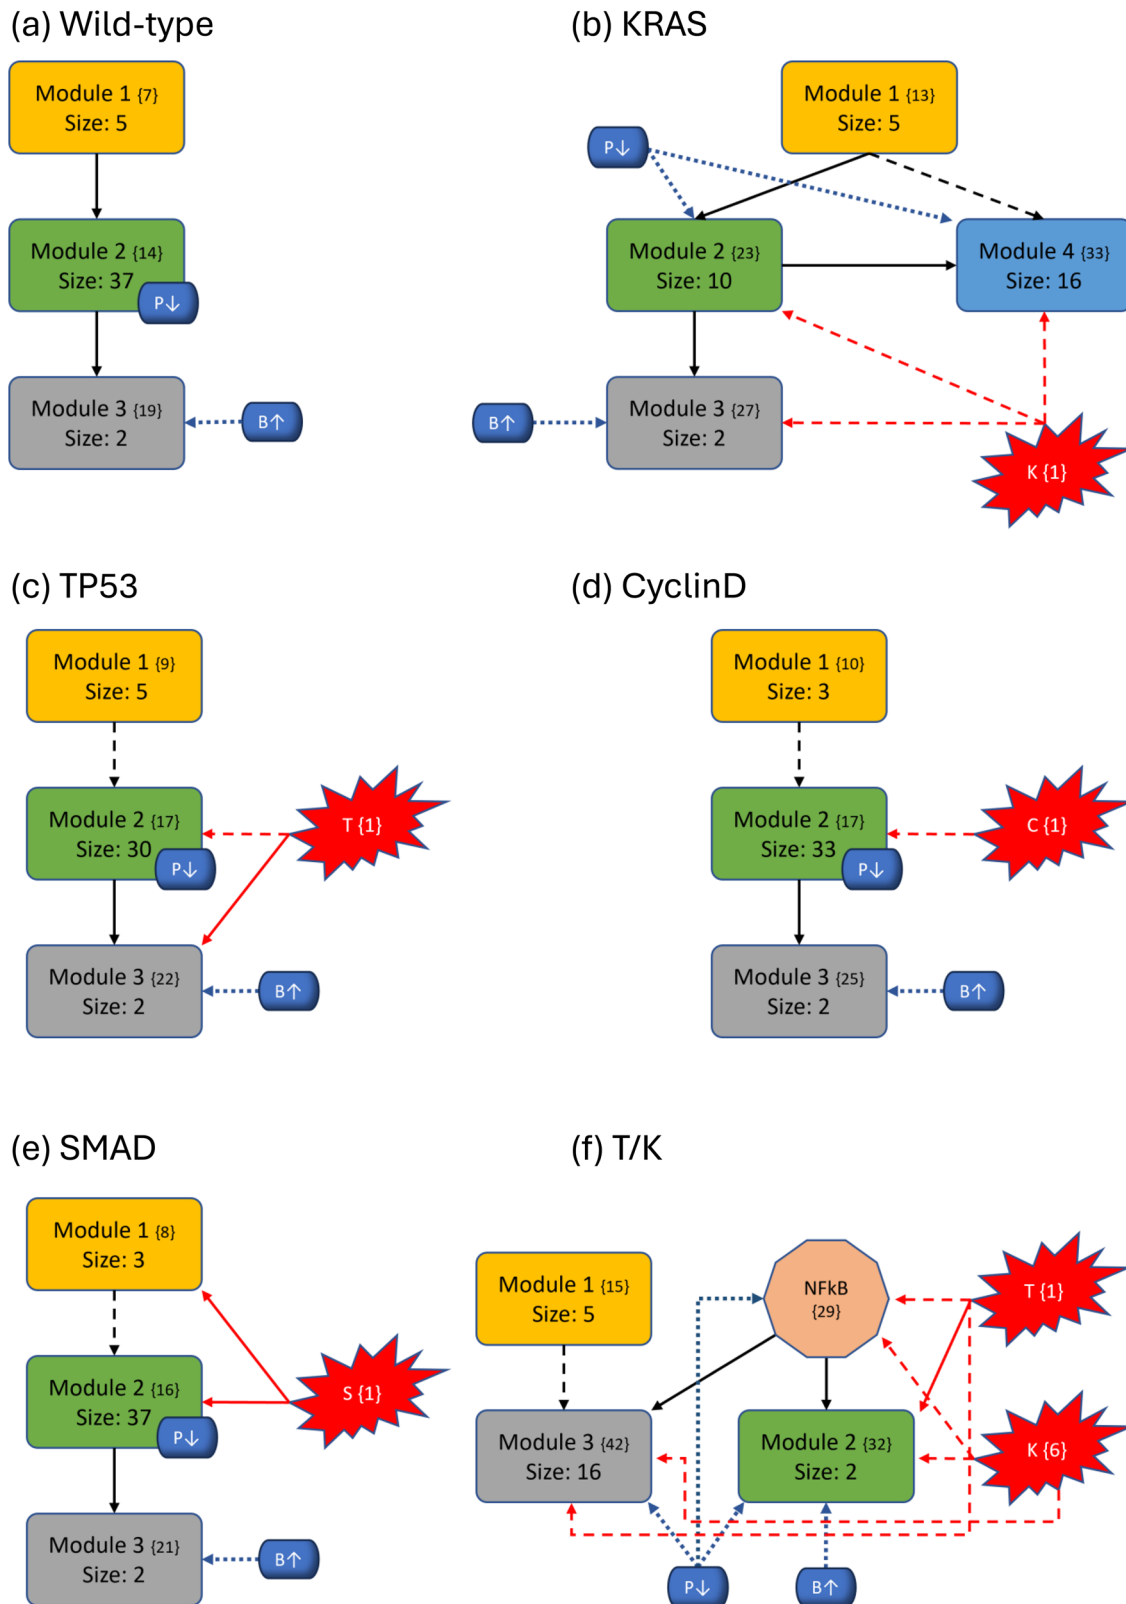 (a) Wild-type
Module 1 {7}
Size: 5
Module 2 {14}
Size: 37
P↓
Module 3 {19}
Size: 2
B↑
(b) KRAS
Module 1 {13}
Size: 5
P↓
Module 2 {23}
Size: 10
Module 4 {33}
Size: 16
B↑
Module 3 {27}
Size: 2
K {1}
(c) TP53
Module 1 {9}
Size: 5
Module 2 {17}
Size: 30
P↓
T {1}
Module 3 {22}
Size: 2
B↑
(d) CyclinD
Module 1 {10}
Size: 3
Module 2 {17}
Size: 33
P↓
C {1}
Module 3 {25}
Size: 2
B↑
(e) SMAD
Module 1 {8}
Size: 3
Module 2 {16}
Size: 37
P↓
S {1}
Module 3 {21}
Size: 2
B↑
(f) T/K
Module 1 {15}
Size: 5
NFkB
{29}
T {1}
Module 3 {42}
Size: 16
Module 2 {32}
Size: 2
K {6}
P↓
B↑